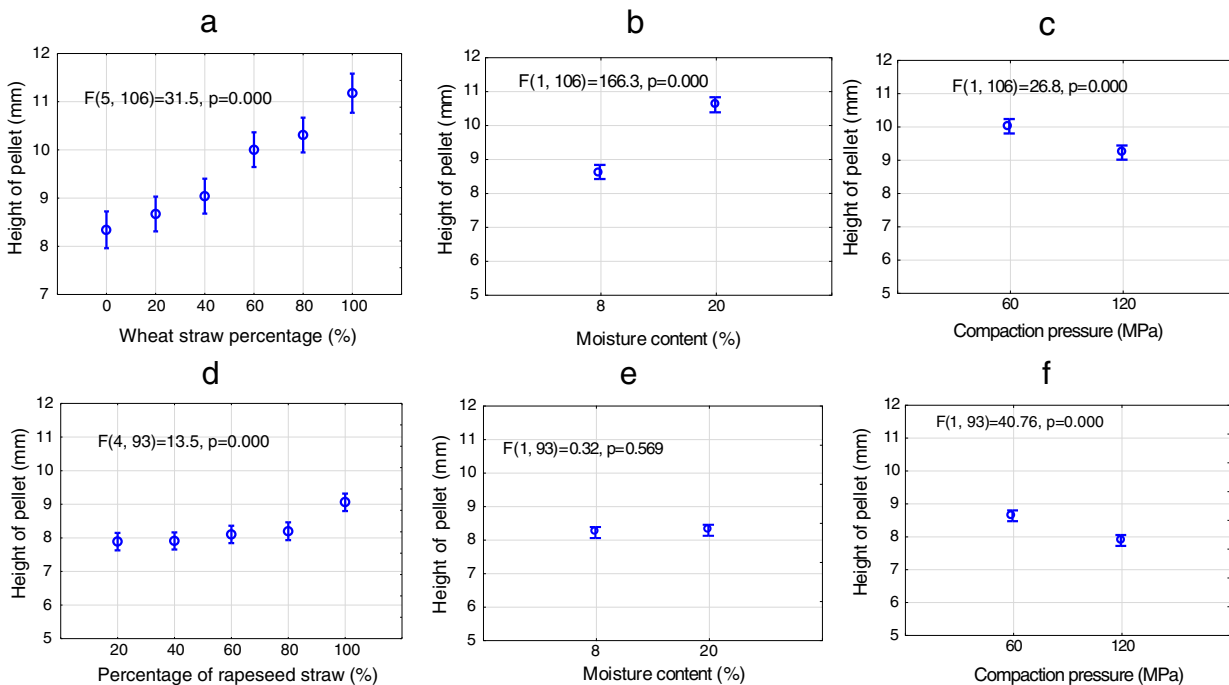 a
F(5, 106)=31.5, p=0.000
Height of pellet (mm)
12
11
10
9
8
7
0 20 40 60 80 100
Wheat straw percentage (%)
b
F(1, 106)=166.3, p=0.000
Height of pellet (mm)
12
11
10
9
8
7
6
5
8 20
Moisture content (%)
c
F(1, 106)=26.8, p=0.000
Height of pellet (mm)
12
11
10
9
8
7
6
5
60 120
Compaction pressure (MPa)
d
F(4, 93)=13.5, p=0.000
Height of pellet (mm)
12
11
10
9
8
7
6
5
20 40 60 80 100
Percentage of rapeseed straw (%)
e
F(1, 93)=0.32, p=0.569
Height of pellet (mm)
12
11
10
9
8
7
6
5
8 20
Moisture content (%)
f
F(1, 93)=40.76, p=0.000
Height of pellet (mm)
12
11
10
9
8
7
6
5
60 120
Compaction pressure (MPa)